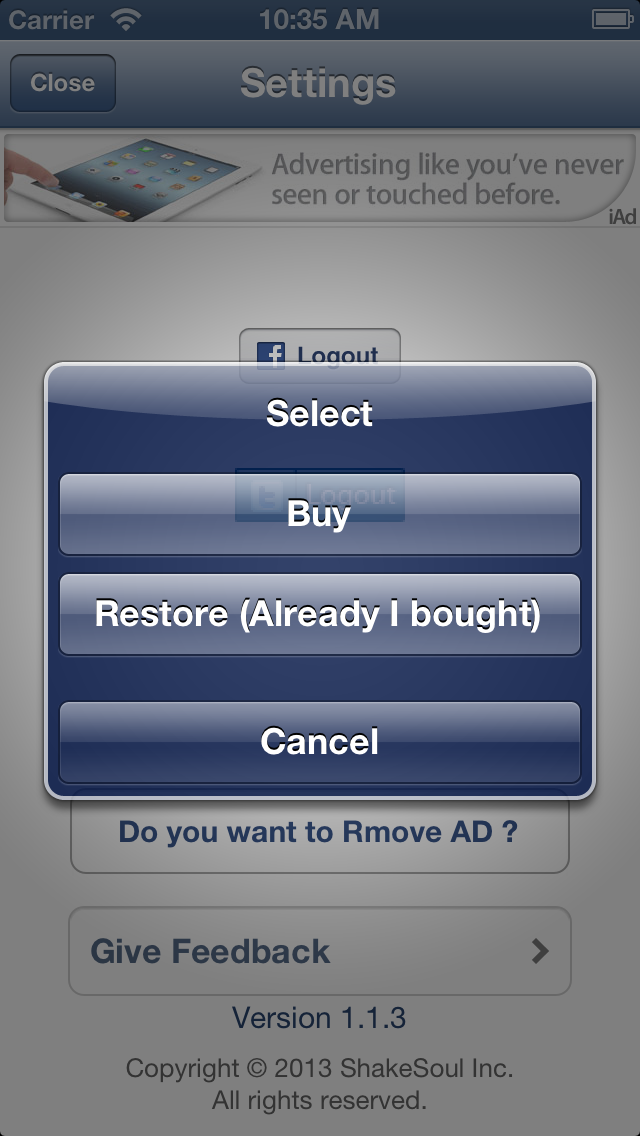 Carrier 10:35 AM
Close Settings
Advertising like you've never
seen or touched before.
iAd
Logout
Select
Logout
Buy
Restore (Already I bought)
Cancel
Do you want to Rmove AD ?
Give Feedback
Version 1.1.3
Copyright © 2013 ShakeSoul Inc.
All rights reserved.